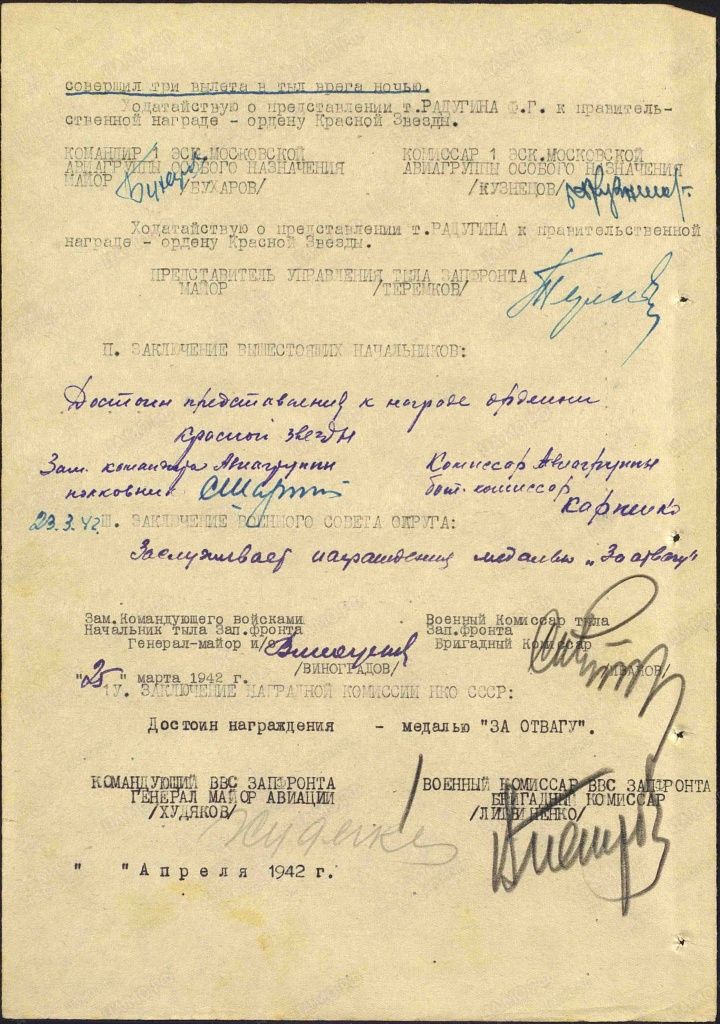 совершил три вылета в тыл врага ночью.
Ходатайствую о представлении т.РАДУГИНА Ф.Г. к правитель-
ственной награде - ордену Красной Звезды.
КОМАНДИР 1 ЭСК.МОСКОВСКОЙ
АВИАГРУППЫ ОСОБОГО НАЗНАЧЕНИЯ
МАЙОР /БУХАРОВ/
КОМИССАР 1 ЭСК.МОСКОВСКОЙ
АВИАГРУППЫ ОСОБОГО НАЗНАЧЕНИЯ
/КУЗНЕЦОВ/
Ходатайствую о представлении т.РАДУГИНА к правительственной
награде - ордену Красной Звезды.
ПРЕДСТАВИТЕЛЬ УПРАВЛЕНИЯ ТЫЛА ЗАПФРОНТА
МАЙОР /ТЕРЕМКОВ/
П. ЗАКЛЮЧЕНИЕ ВЫШЕСТОЯЩИХ НАЧАЛЬНИКОВ:
Достоин представления к награде орденом
Красной звезды
Зам. командира Авиагруппы
полковник
Комиссар Авиагруппы
бат. комиссар
Карпенко
23.3.42
Ш. ЗАКЛЮЧЕНИЕ ВОЕННОГО СОВЕТА ОКРУГА:
Заслуживает награждения медалью „За отвагу"
Зам.Командующего войсками
Начальник тыла Зап.фронта
Генерал-майор и/с
/ВИНОГРАДОВ/
Военный Комиссар тыла
Зап.фронта
Бригадный Комиссар
"25" марта 1942 г.
1У. ЗАКЛЮЧЕНИЕ НАГРАДНОЙ КОМИССИИ НКО СССР:
Достоин награждения - медалью "ЗА ОТВАГУ".
КОМАНДУЮЩИЙ ВВС ЗАПФРОНТА
ГЕНЕРАЛ МАЙОР АВИАЦИИ
/ХУДЯКОВ/
ВОЕННЫЙ КОМИССАР ВВС ЗАПФРОНТА
БРИГАДНЫЙ КОМИССАР
/ЛИТВИНЕНКО/
" " Апреля 1942 г.